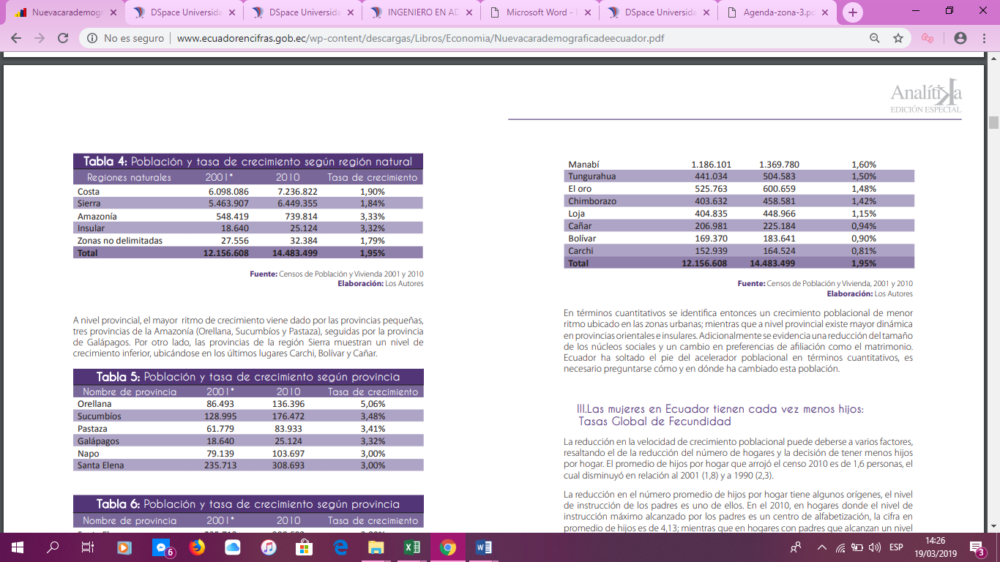 Nuevacarademogr
DSpace Universida
DSpace Universida
INGENIERO EN AD
Microsoft Word -
DSpace Universida
Agenda-zona-3.pd
No es seguro | www.ecuadorencifras.gob.ec/wp-content/descargas/Libros/Economia/Nuevacarademograficadeecuador.pdf
Analítika
EDICIÓN ESPECIAL
Tabla 4: Población y tasa de crecimiento según región natural
Regiones naturales 2001* 2010 Tasa de crecimiento
Costa 6.098.086 7.236.822 1,90%
Sierra 5.463.907 6.449.355 1,84%
Amazonía 548.419 739.814 3,33%
Insular 18.640 25.124 3,32%
Zonas no delimitadas 27.556 32.384 1,79%
Total 12.156.608 14.483.499 1,95%
Fuente: Censos de Población y Vivienda 2001 y 2010
Elaboración: Los Autores
A nivel provincial, el mayor ritmo de crecimiento viene dado por las provincias pequeñas,
tres provincias de la Amazonía (Orellana, Sucumbíos y Pastaza), seguidas por la provincia
de Galápagos. Por otro lado, las provincias de la región Sierra muestran un nivel de
crecimiento inferior, ubicándose en los últimos lugares Carchi, Bolívar y Cañar.
Tabla 5: Población y tasa de crecimiento según provincia
Nombre de provincia 2001* 2010 Tasa de crecimiento
Orellana 86.493 136.396 5,06%
Sucumbíos 128.995 176.472 3,48%
Pastaza 61.779 83.933 3,41%
Galápagos 18.640 25.124 3,32%
Napo 79.139 103.697 3,00%
Santa Elena 235.713 308.693 3,00%
Tabla 6: Población y tasa de crecimiento según provincia
Nombre de provincia 2001* 2010 Tasa de crecimiento
Manabí 1.186.101 1.369.780 1,60%
Tungurahua 441.034 504.583 1,50%
El oro 525.763 600.659 1,48%
Chimborazo 403.632 458.581 1,42%
Loja 404.835 448.966 1,15%
Cañar 206.981 225.184 0,94%
Bolívar 169.370 183.641 0,90%
Carchi 152.939 164.524 0,81%
Total 12.156.608 14.483.499 1,95%
Fuente: Censos de Población y Vivienda, 2001 y 2010
Elaboración: Los Autores
En términos cuantitativos se identifica entonces un crecimiento poblacional de menor
ritmo ubicado en las zonas urbanas; mientras que a nivel provincial existe mayor dinámica
en provincias orientales e insulares. Adicionalmente se evidencia una reducción del tamaño
de los núcleos sociales y un cambio en preferencias de afiliación como el matrimonio.
Ecuador ha soltado el pie del acelerador poblacional en términos cuantitativos, es
necesario preguntarse cómo y en dónde ha cambiado esta población.
III.Las mujeres en Ecuador tienen cada vez menos hijos:
Tasas Global de Fecundidad
La reducción en la velocidad de crecimiento poblacional puede deberse a varios factores,
resaltando el de la reducción del número de hogares y la decisión de tener menos hijos
por hogar. El promedio de hijos por hogar que arrojó el censo 2010 es de 1,6 personas, el
cual disminuyó en relación al 2001 (1,8) y a 1990 (2,3).
La reducción en el número promedio de hijos por hogar tiene algunos orígenes, el nivel
de instrucción de los padres es uno de ellos. En el 2010, en hogares donde el nivel de
instrucción máximo alcanzado por los padres es un centro de alfabetización, la cifra en
promedio de hijos es de 4,13; mientras que en hogares con padres que alcanzan un nivel
6
ESP
14:26
19/03/2019
3